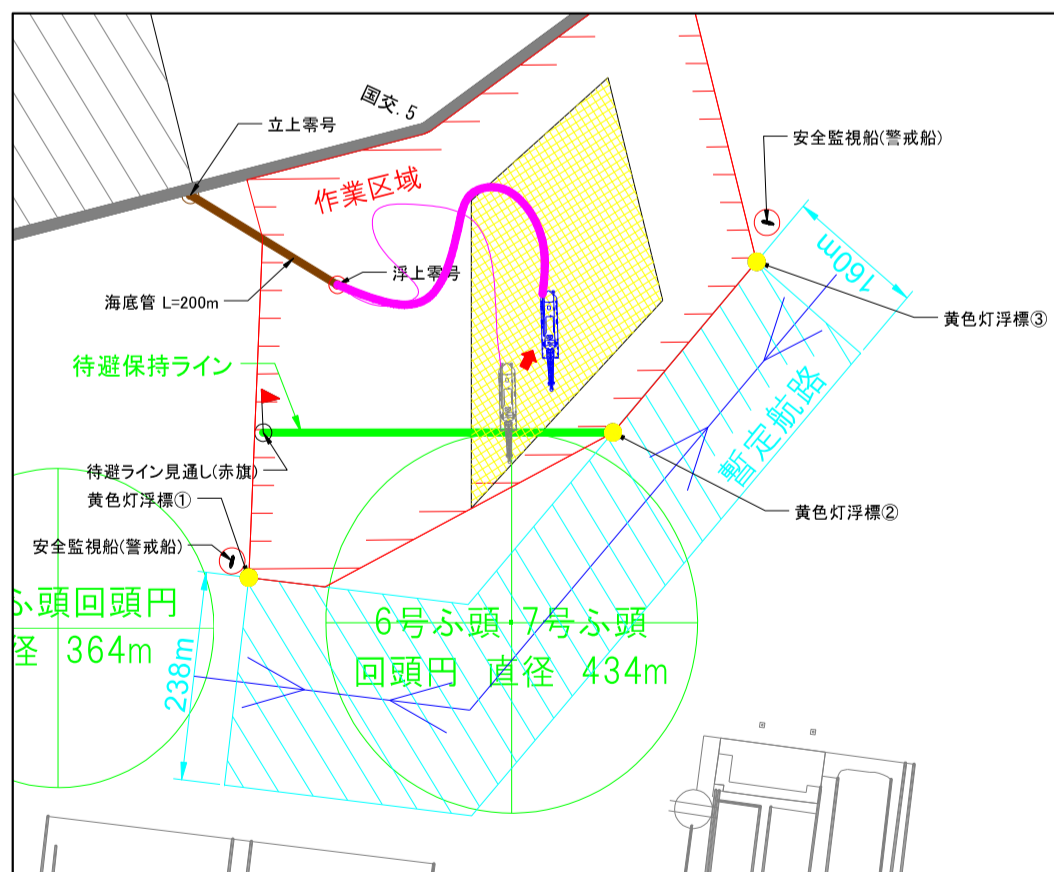 国交.5
立上零号
安全監視船(警戒船)
作業区域
浮上零号
160m
海底管 L=200m
黄色灯浮標③
待避保持ライン
暫定航路
待避ライン見通し(赤旗)
黄色灯浮標①
黄色灯浮標②
安全監視船(警戒船)
ふ頭回頭円
径 364m
6号ふ頭 7号ふ頭
回頭円 直径 434m
238m